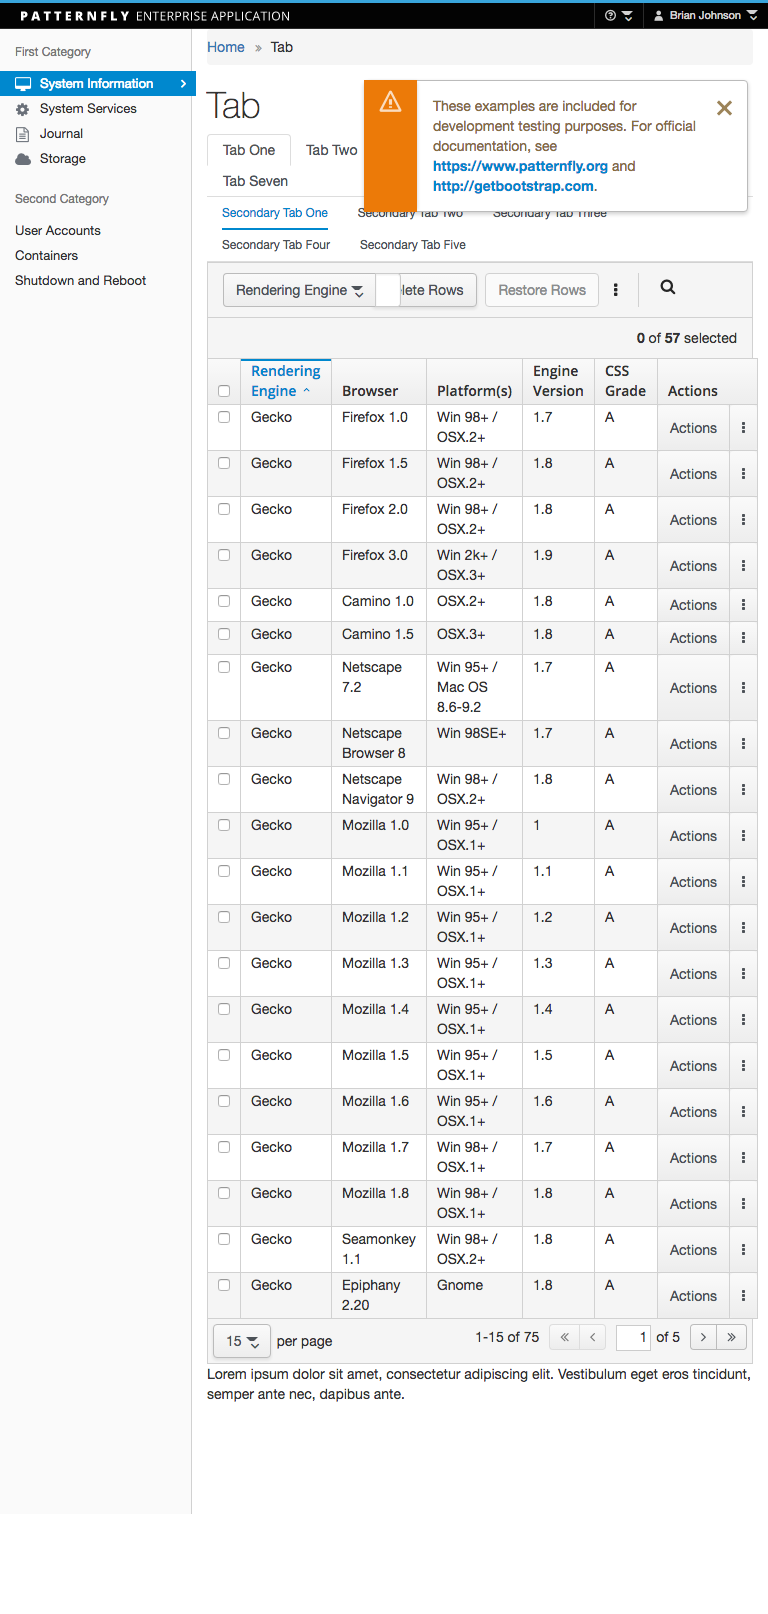 PATTERNFLY ENTERPRISE APPLICATION
Brian Johnson
First Category
System Information
System Services
Journal
Storage
Second Category
User Accounts
Containers
Shutdown and Reboot
Home » Tab
Tab
These examples are included for
development testing purposes. For official
documentation, see
https://www.patternfly.org and
http://getbootstrap.com.
Tab One Tab Two
Tab Seven
Secondary Tab One Secondary Tab Two Secondary Tab Three
Secondary Tab Four Secondary Tab Five
Rendering Engine lete Rows Restore Rows
0 of 57 selected
Rendering Engine Browser Platform(s) Engine Version CSS Grade Actions
Gecko Firefox 1.0 Win 98+ / OSX.2+ 1.7 A Actions
Gecko Firefox 1.5 Win 98+ / OSX.2+ 1.8 A Actions
Gecko Firefox 2.0 Win 98+ / OSX.2+ 1.8 A Actions
Gecko Firefox 3.0 Win 2k+ / OSX.3+ 1.9 A Actions
Gecko Camino 1.0 OSX.2+ 1.8 A Actions
Gecko Camino 1.5 OSX.3+ 1.8 A Actions
Gecko Netscape 7.2 Win 95+ / Mac OS 8.6-9.2 1.7 A Actions
Gecko Netscape Browser 8 Win 98SE+ 1.7 A Actions
Gecko Netscape Navigator 9 Win 98+ / OSX.2+ 1.8 A Actions
Gecko Mozilla 1.0 Win 95+ / OSX.1+ 1 A Actions
Gecko Mozilla 1.1 Win 95+ / OSX.1+ 1.1 A Actions
Gecko Mozilla 1.2 Win 95+ / OSX.1+ 1.2 A Actions
Gecko Mozilla 1.3 Win 95+ / OSX.1+ 1.3 A Actions
Gecko Mozilla 1.4 Win 95+ / OSX.1+ 1.4 A Actions
Gecko Mozilla 1.5 Win 95+ / OSX.1+ 1.5 A Actions
Gecko Mozilla 1.6 Win 95+ / OSX.1+ 1.6 A Actions
Gecko Mozilla 1.7 Win 98+ / OSX.1+ 1.7 A Actions
Gecko Mozilla 1.8 Win 98+ / OSX.1+ 1.8 A Actions
Gecko Seamonkey 1.1 Win 98+ / OSX.2+ 1.8 A Actions
Gecko Epiphany 2.20 Gnome 1.8 A Actions
15 per page 1-15 of 75 « < 1 of 5 > »
Lorem ipsum dolor sit amet, consectetur adipiscing elit. Vestibulum eget eros tincidunt,
semper ante nec, dapibus ante.